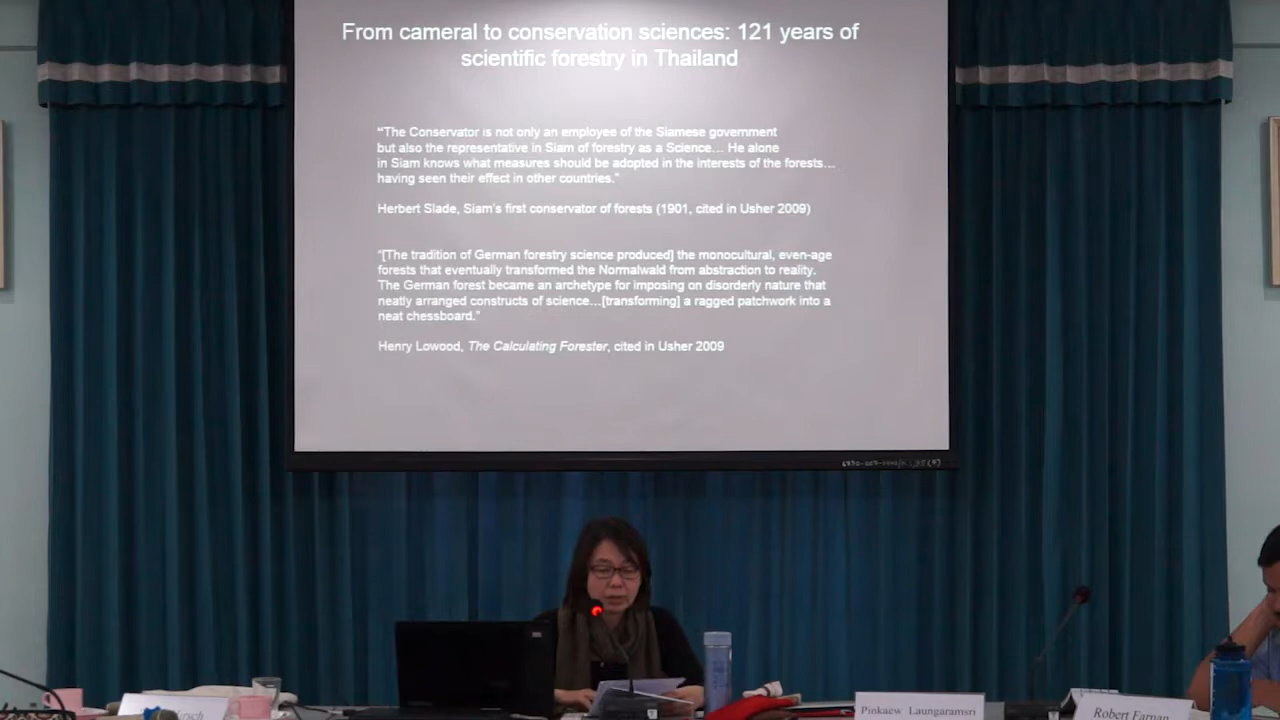 From cameral to conservation sciences: 121 years of
scientific forestry in Thailand
“The Conservator is not only an employee of the Siamese government
but also the representative in Siam of forestry as a Science... He alone
in Siam knows what measures should be adopted in the interests of the forests...
having seen their effect in other countries.”
Herbert Slade, Siam's first conservator of forests (1901, cited in Usher 2009)
“[The tradition of German forestry science produced] the monocultural, even-age
forests that eventually transformed the Normalwald from abstraction to reality.
The German forest became an archetype for imposing on disorderly nature that
neatly arranged constructs of science...[transforming] a ragged patchwork into a
neat chessboard.”
Henry Lowood, The Calculating Forester, cited in Usher 2009
Pinkaew Laungaramsri
Robert Farnan